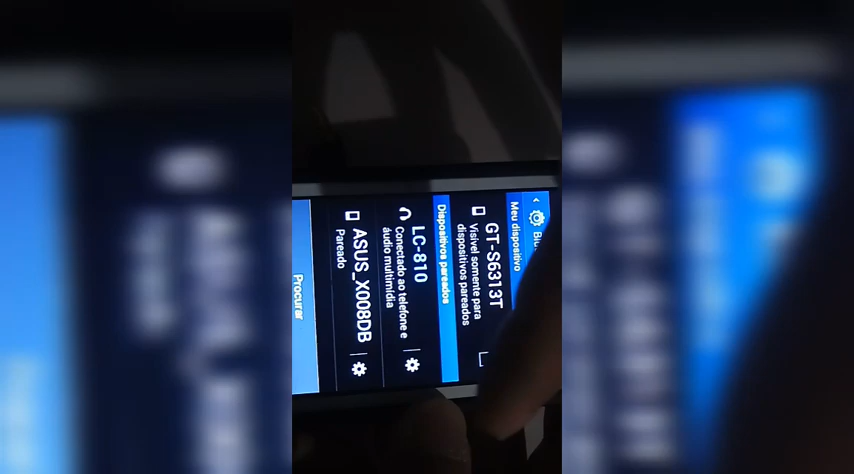 Meu dispositivo
GT-S6313T
Visível somente para
dispositivos pareados
Dispositivos pareados
LC-810
Conectado ao telefone e
áudio multimídia
ASUS_X008DB
Pareado
Procurar